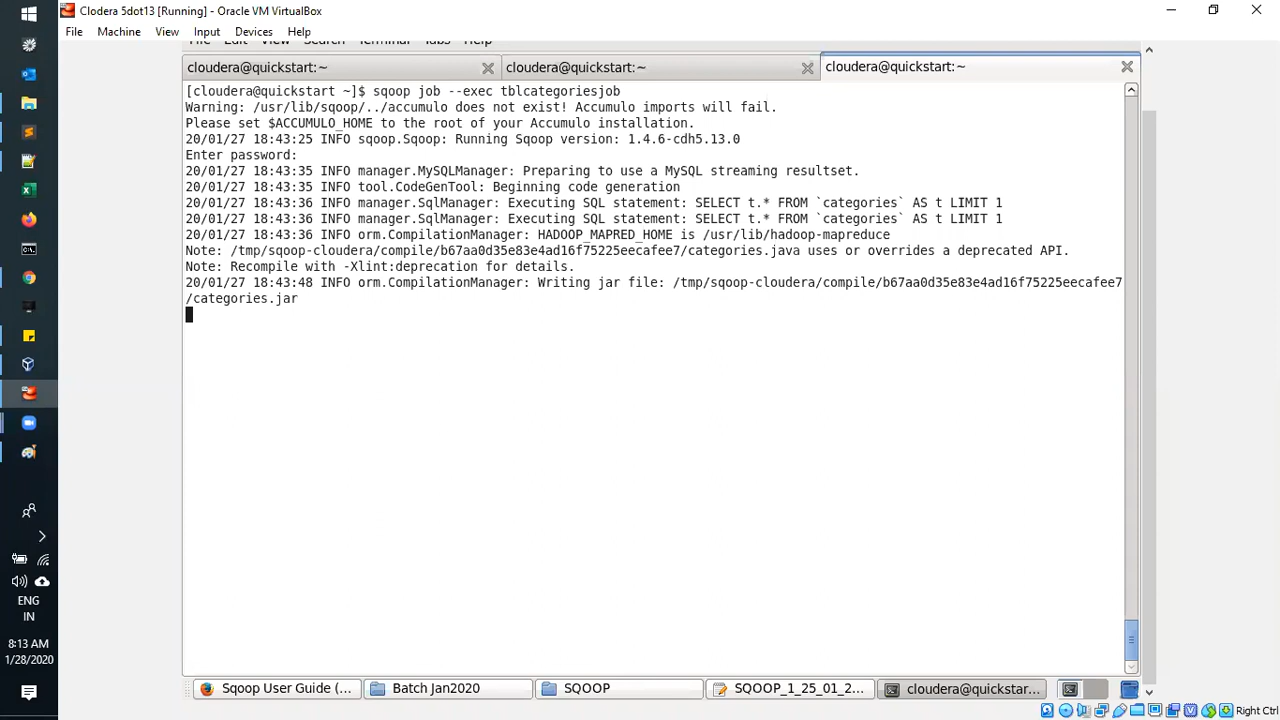 Clodera 5dot13 [Running] - Oracle VM VirtualBox
File Machine View Input Devices Help
File Edit View Search Terminal Tabs Help
cloudera@quickstart:~ cloudera@quickstart:~ cloudera@quickstart:~
[cloudera@quickstart ~]$ sqoop job --exec tblcategoriesjob
Warning: /usr/lib/sqoop/../accumulo does not exist! Accumulo imports will fail.
Please set $ACCUMULO_HOME to the root of your Accumulo installation.
20/01/27 18:43:25 INFO sqoop.Sqoop: Running Sqoop version: 1.4.6-cdh5.13.0
Enter password:
20/01/27 18:43:35 INFO manager.MySQLManager: Preparing to use a MySQL streaming resultset.
20/01/27 18:43:35 INFO tool.CodeGenTool: Beginning code generation
20/01/27 18:43:36 INFO manager.SqlManager: Executing SQL statement: SELECT t.* FROM `categories` AS t LIMIT 1
20/01/27 18:43:36 INFO manager.SqlManager: Executing SQL statement: SELECT t.* FROM `categories` AS t LIMIT 1
20/01/27 18:43:36 INFO orm.CompilationManager: HADOOP_MAPRED_HOME is /usr/lib/hadoop-mapreduce
Note: /tmp/sqoop-cloudera/compile/b67aa0d35e83e4ad16f75225eecafee7/categories.java uses or overrides a deprecated API.
Note: Recompile with -Xlint:deprecation for details.
20/01/27 18:43:48 INFO orm.CompilationManager: Writing jar file: /tmp/sqoop-cloudera/compile/b67aa0d35e83e4ad16f75225eecafee7
/categories.jar
ENG
IN
8:13 AM
1/28/2020
Sqoop User Guide (... Batch Jan2020 SQOOP SQOOP_1_25_01_2... cloudera@quickstar...
Right Ctrl